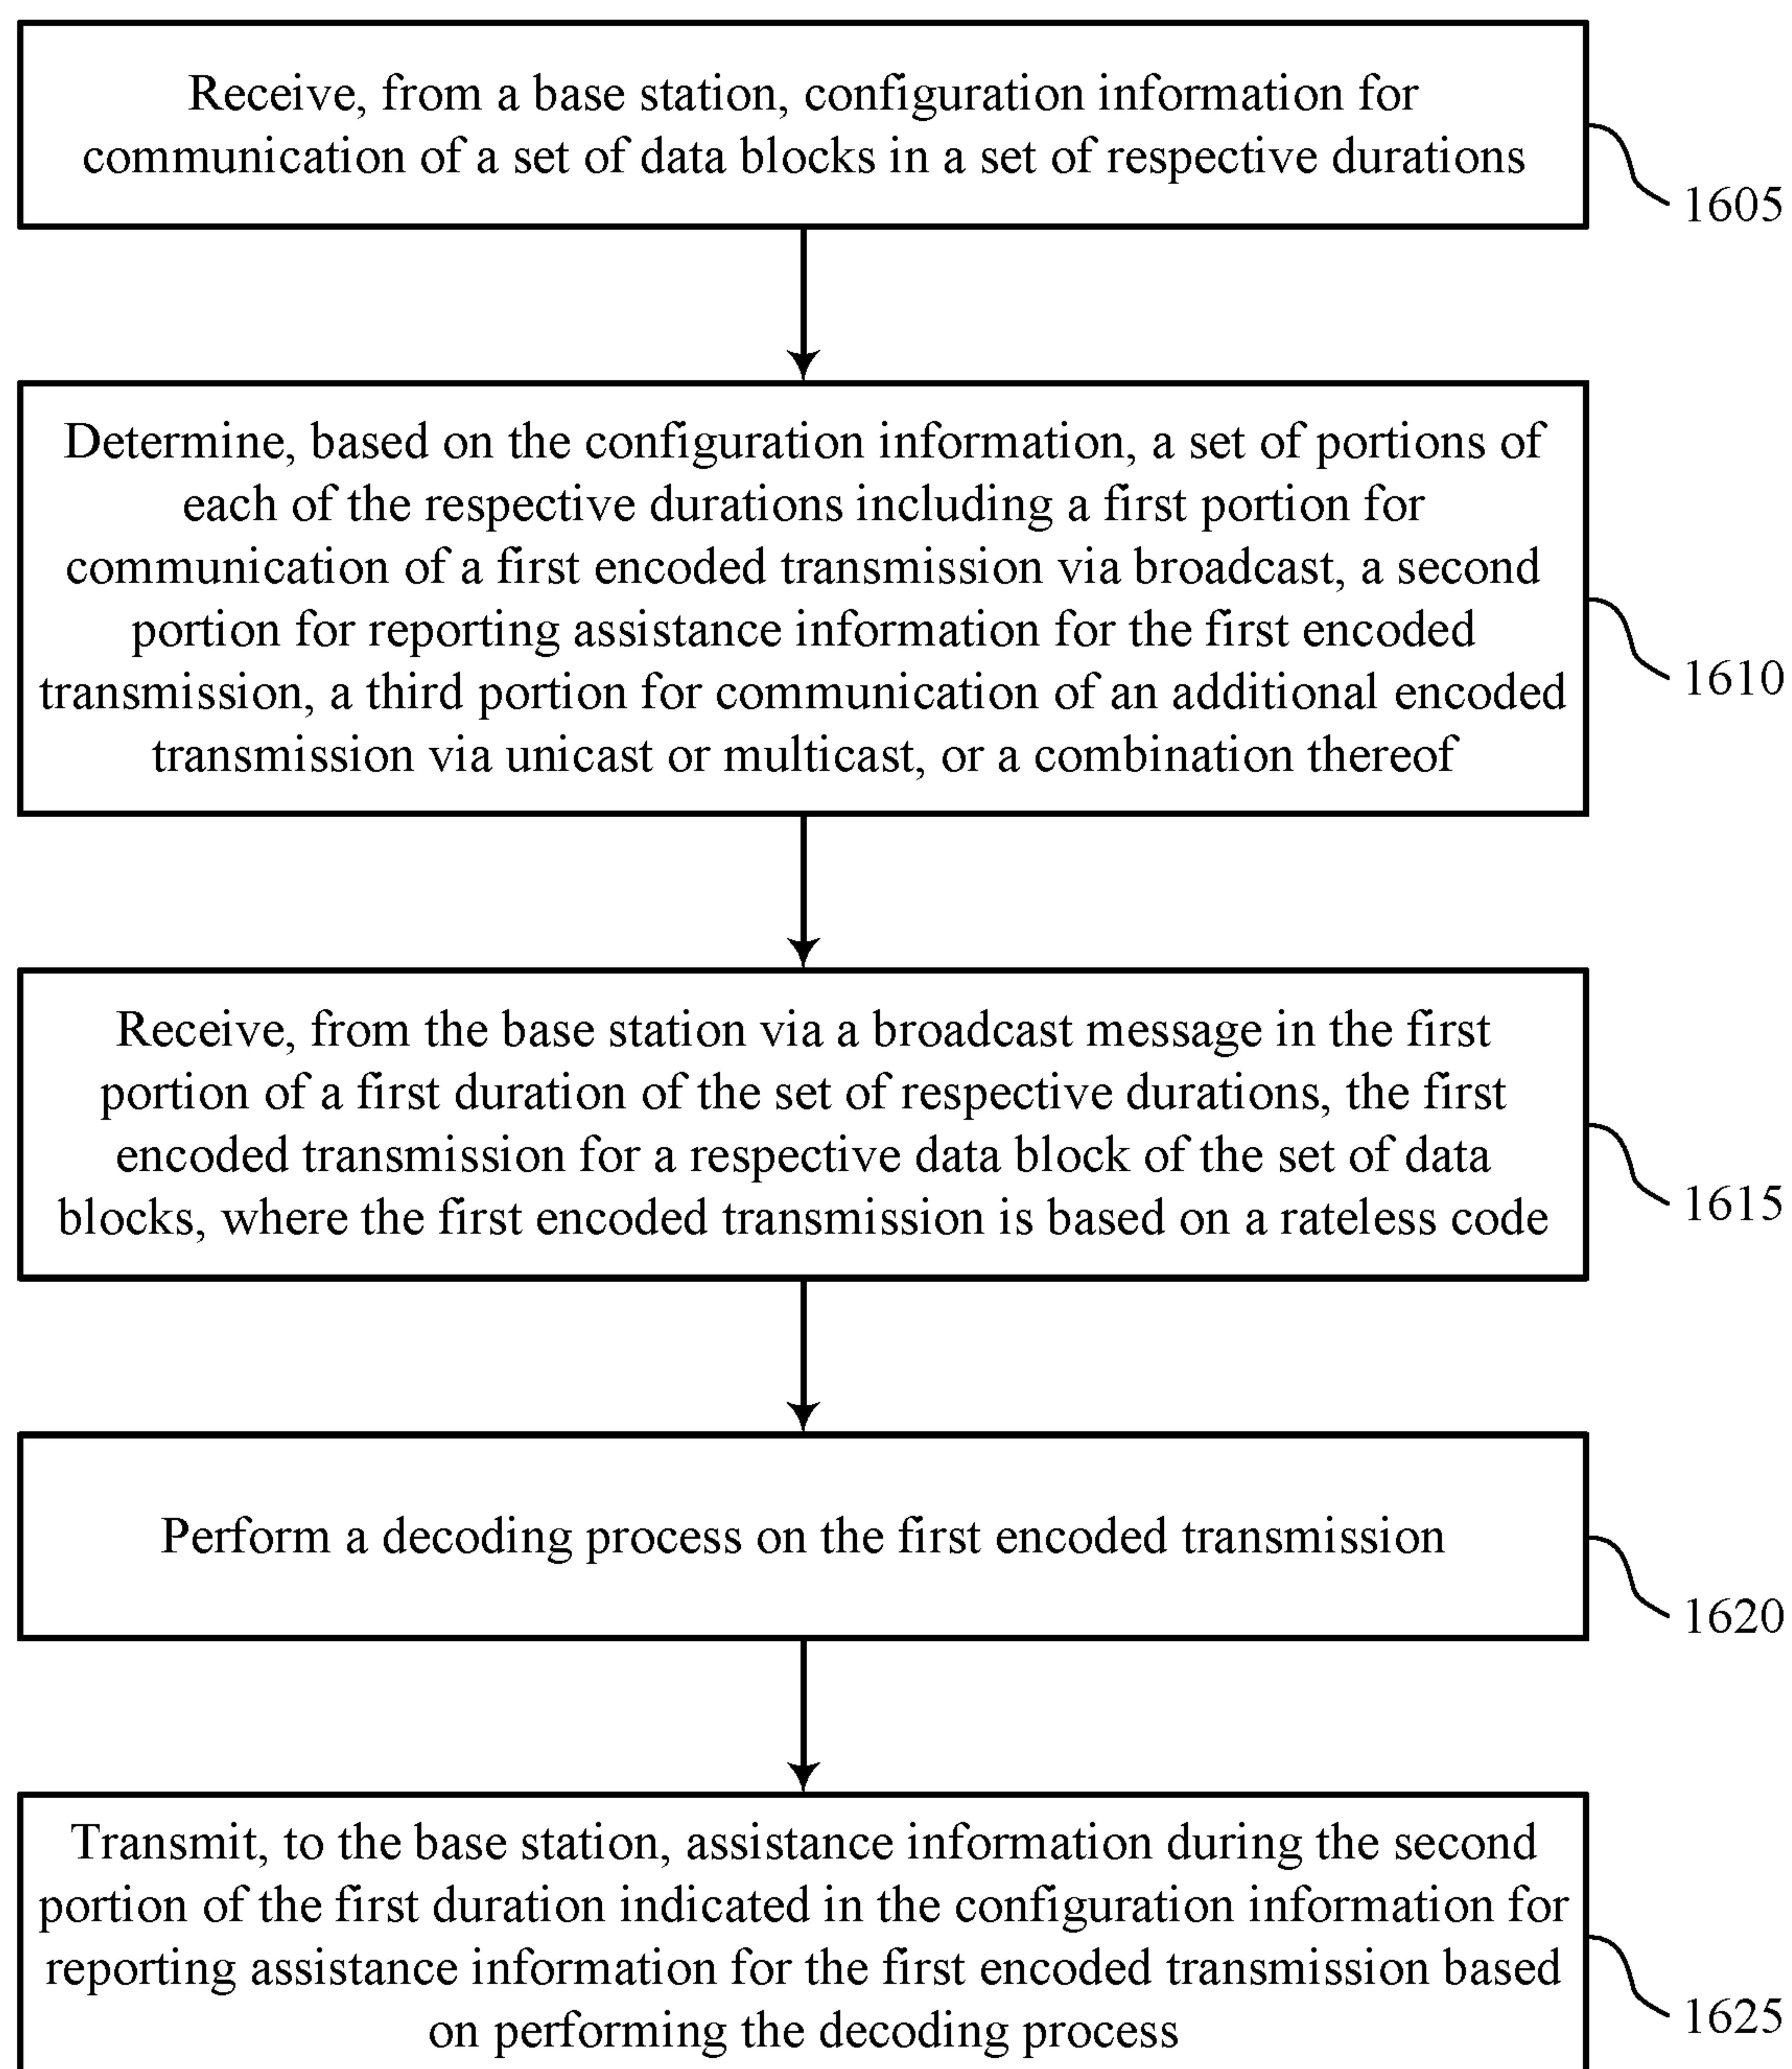 Receive, from a base station, configuration information for
communication of a set of data blocks in a set of respective durations
1605
Determine, based on the configuration information, a set of portions of
each of the respective durations including a first portion for
communication of a first encoded transmission via broadcast, a second
portion for reporting assistance information for the first encoded
transmission, a third portion for communication of an additional encoded
transmission via unicast or multicast, or a combination thereof
1610
Receive, from the base station via a broadcast message in the first
portion of a first duration of the set of respective durations, the first
encoded transmission for a respective data block of the set of data
blocks, where the first encoded transmission is based on a rateless code
1615
Perform a decoding process on the first encoded transmission
1620
Transmit, to the base station, assistance information during the second
portion of the first duration indicated in the configuration information for
reporting assistance information for the first encoded transmission based
on performing the decoding process
1625